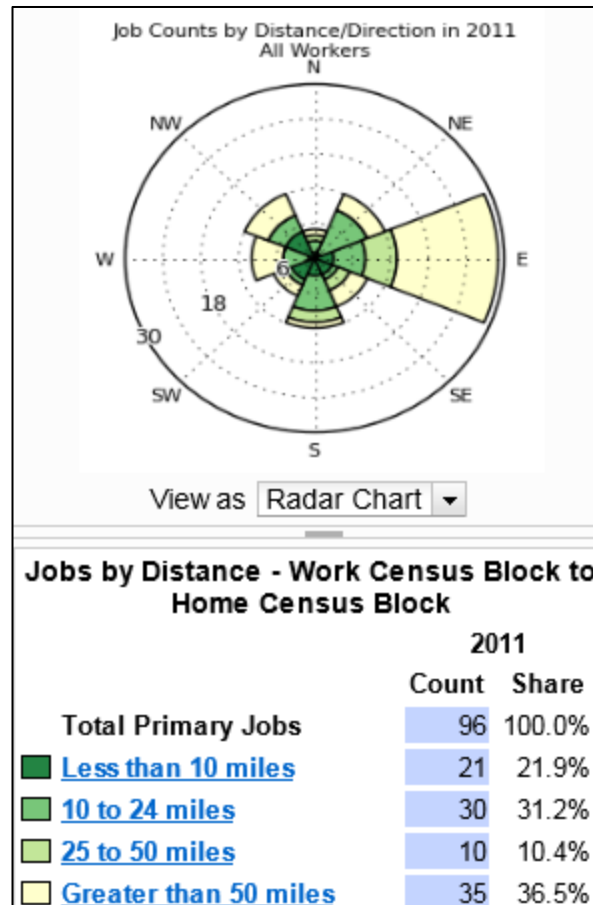 Job Counts by Distance/Direction in 2011
All Workers
N
NW
NE
W
E
6
18
30
SW
SE
S
View as Radar Chart
Jobs by Distance - Work Census Block to
Home Census Block
2011
Count Share
Total Primary Jobs 96 100.0%
Less than 10 miles 21 21.9%
10 to 24 miles 30 31.2%
25 to 50 miles 10 10.4%
Greater than 50 miles 35 36.5%